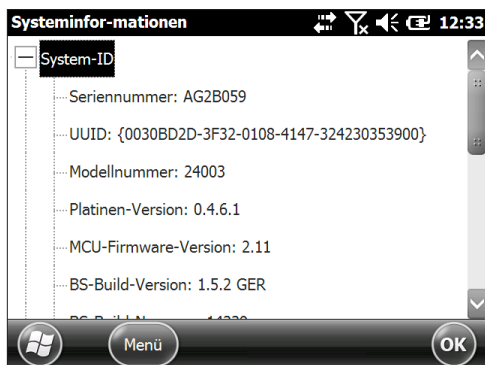 Systeminfor-mationen 12:33
System-ID
Seriennummer: AG2B059
UUID: {0030BD2D-3F32-0108-4147-324230353900}
Modellnummer: 24003
Platinen-Version: 0.4.6.1
MCU-Firmware-Version: 2.11
BS-Build-Version: 1.5.2 GER
Menü OK